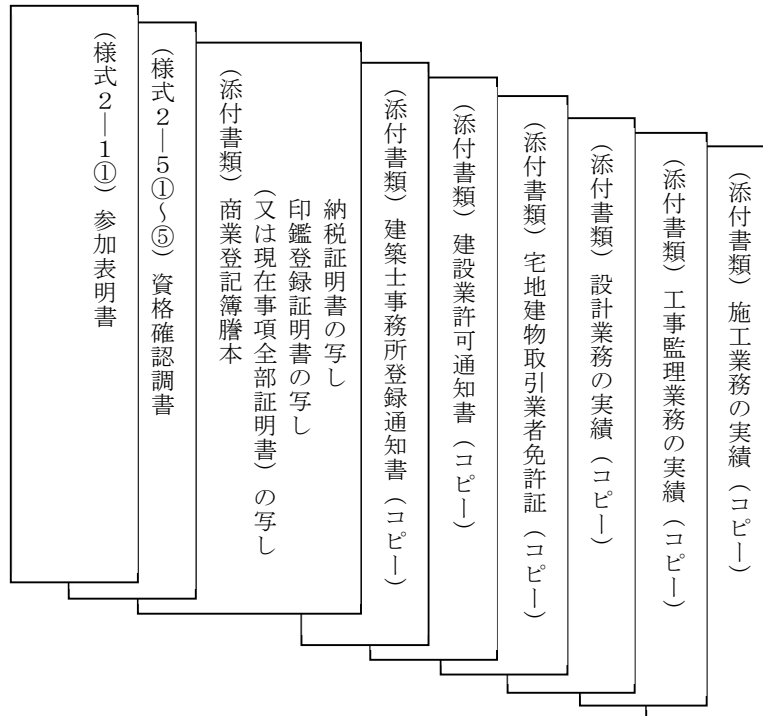 （様式２―１①）参加表明書
（様式２―５①～⑤）資格確認調書
（添付書類）商業登記簿謄本
（又は現在事項全部証明書）の写し
印鑑登録証明書の写し
納税証明書の写し
（添付書類）建築士事務所登録通知書（コピー）
（添付書類）建設業許可通知書（コピー）
（添付書類）宅地建物取引業者免許証（コピー）
（添付書類）設計業務の実績（コピー）
（添付書類）工事監理業務の実績（コピー）
（添付書類）施工業務の実績（コピー）